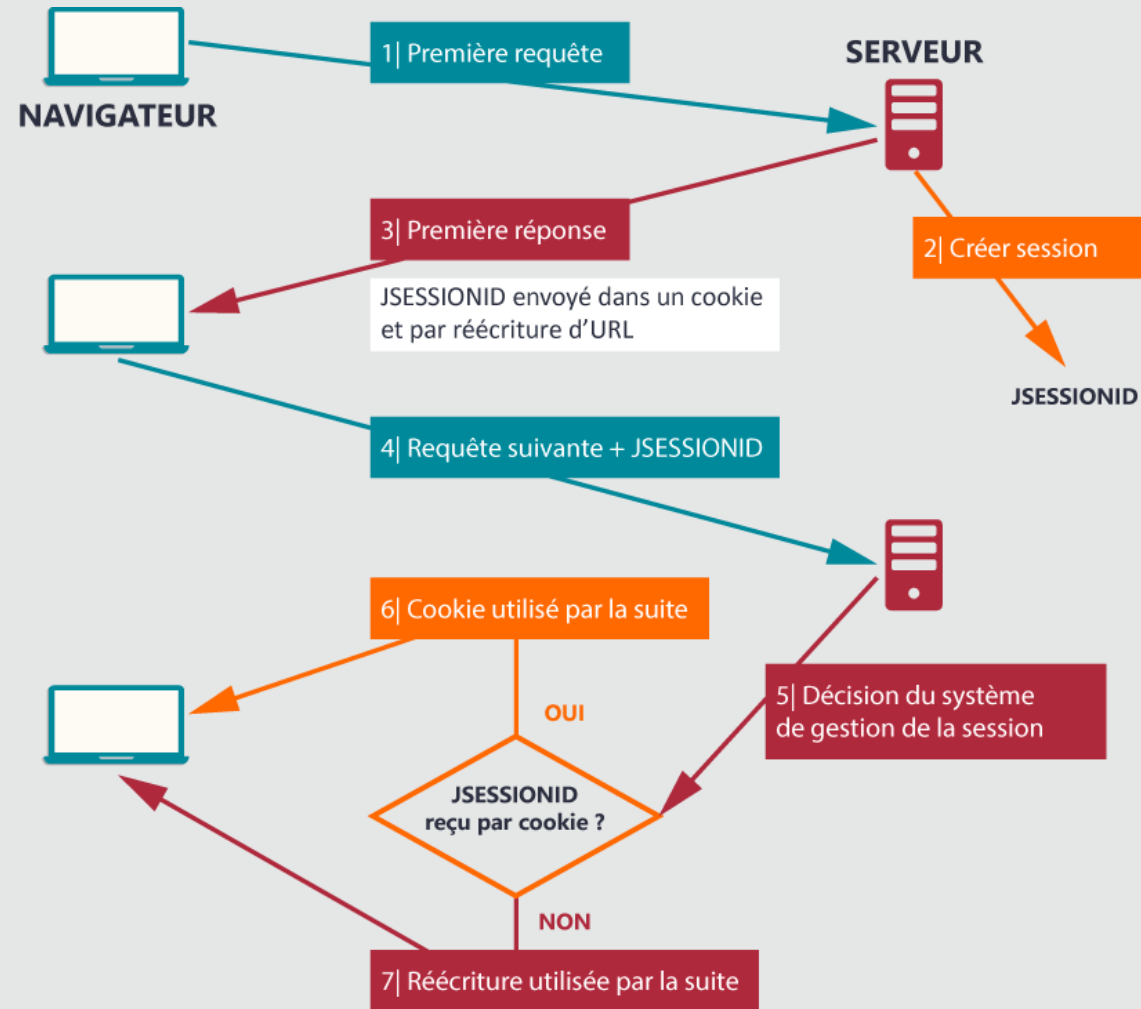 1| Première requête
SERVEUR
NAVIGATEUR
3| Première réponse
2| Créer session
JSESSIONID envoyé dans un cookie
et par réécriture d’URL
JSESSIONID
4| Requête suivante + JSESSIONID
6| Cookie utilisé par la suite
5| Décision du système
de gestion de la session
OUI
JSESSIONID
reçu par cookie ?
NON
7| Réécriture utilisée par la suite